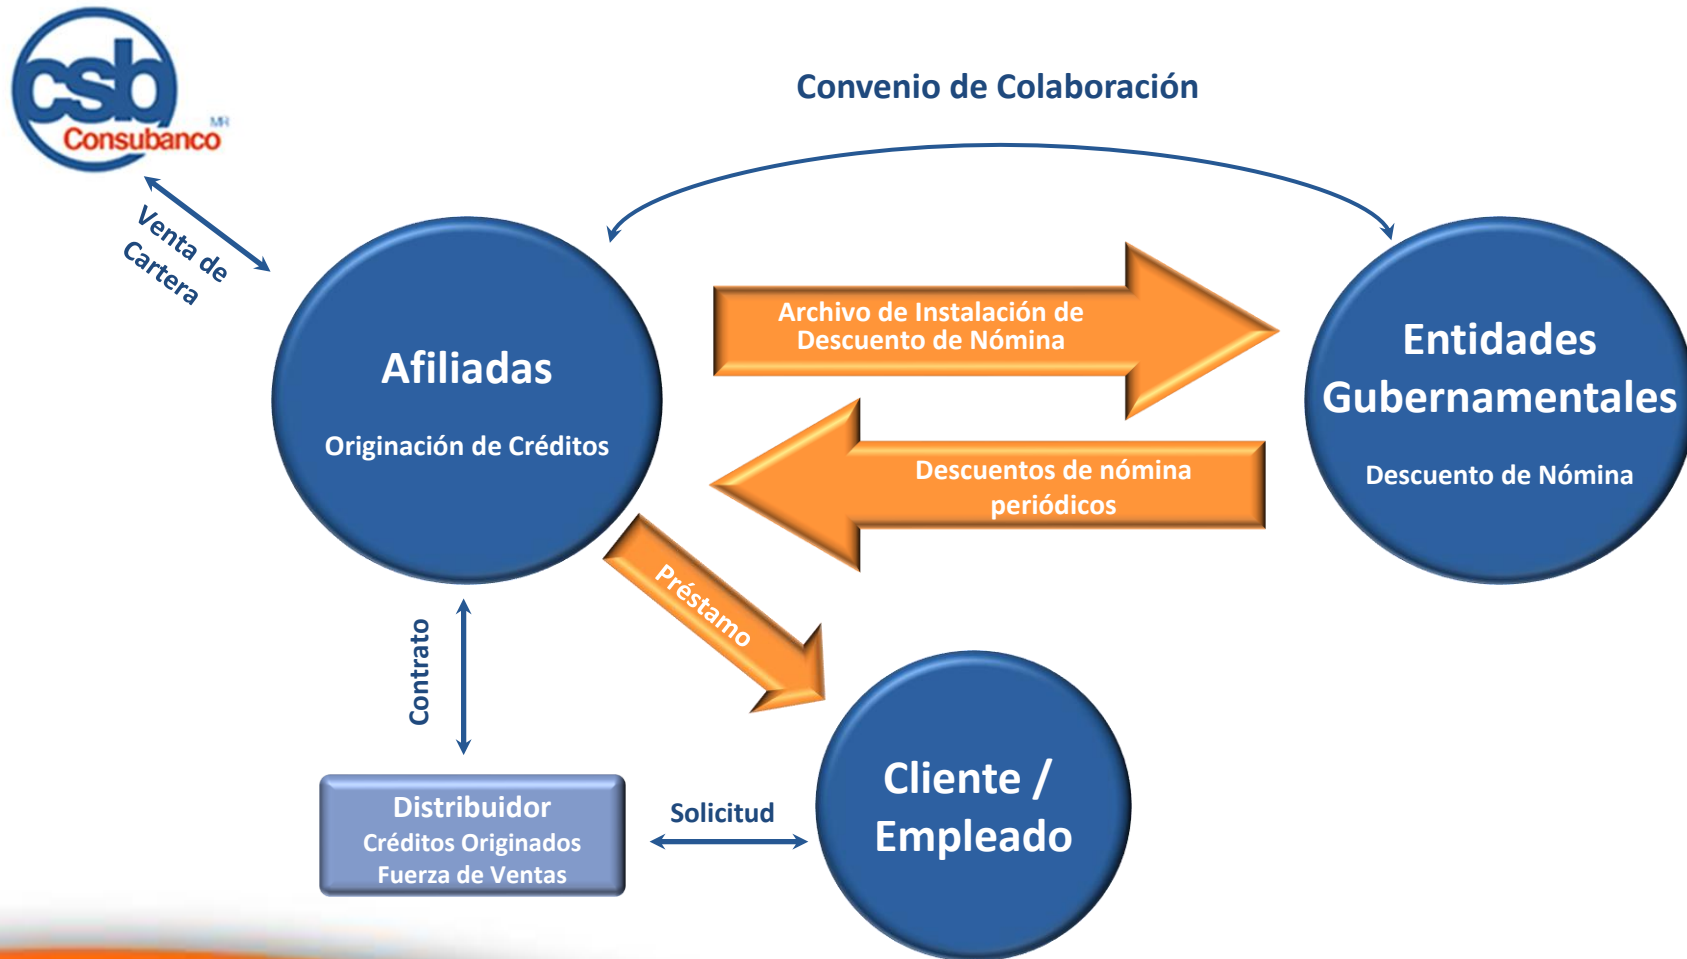 csb
MR
Consubanco
Convenio de Colaboración
Venta de
Cartera
Archivo de Instalación de
Descuento de Nómina
Afiliadas
Originación de Créditos
Entidades
Gubernamentales
Descuento de Nómina
Descuentos de nómina
periódicos
Préstamo
Contrato
Distribuidor
Créditos Originados
Fuerza de Ventas
Solicitud
Cliente /
Empleado